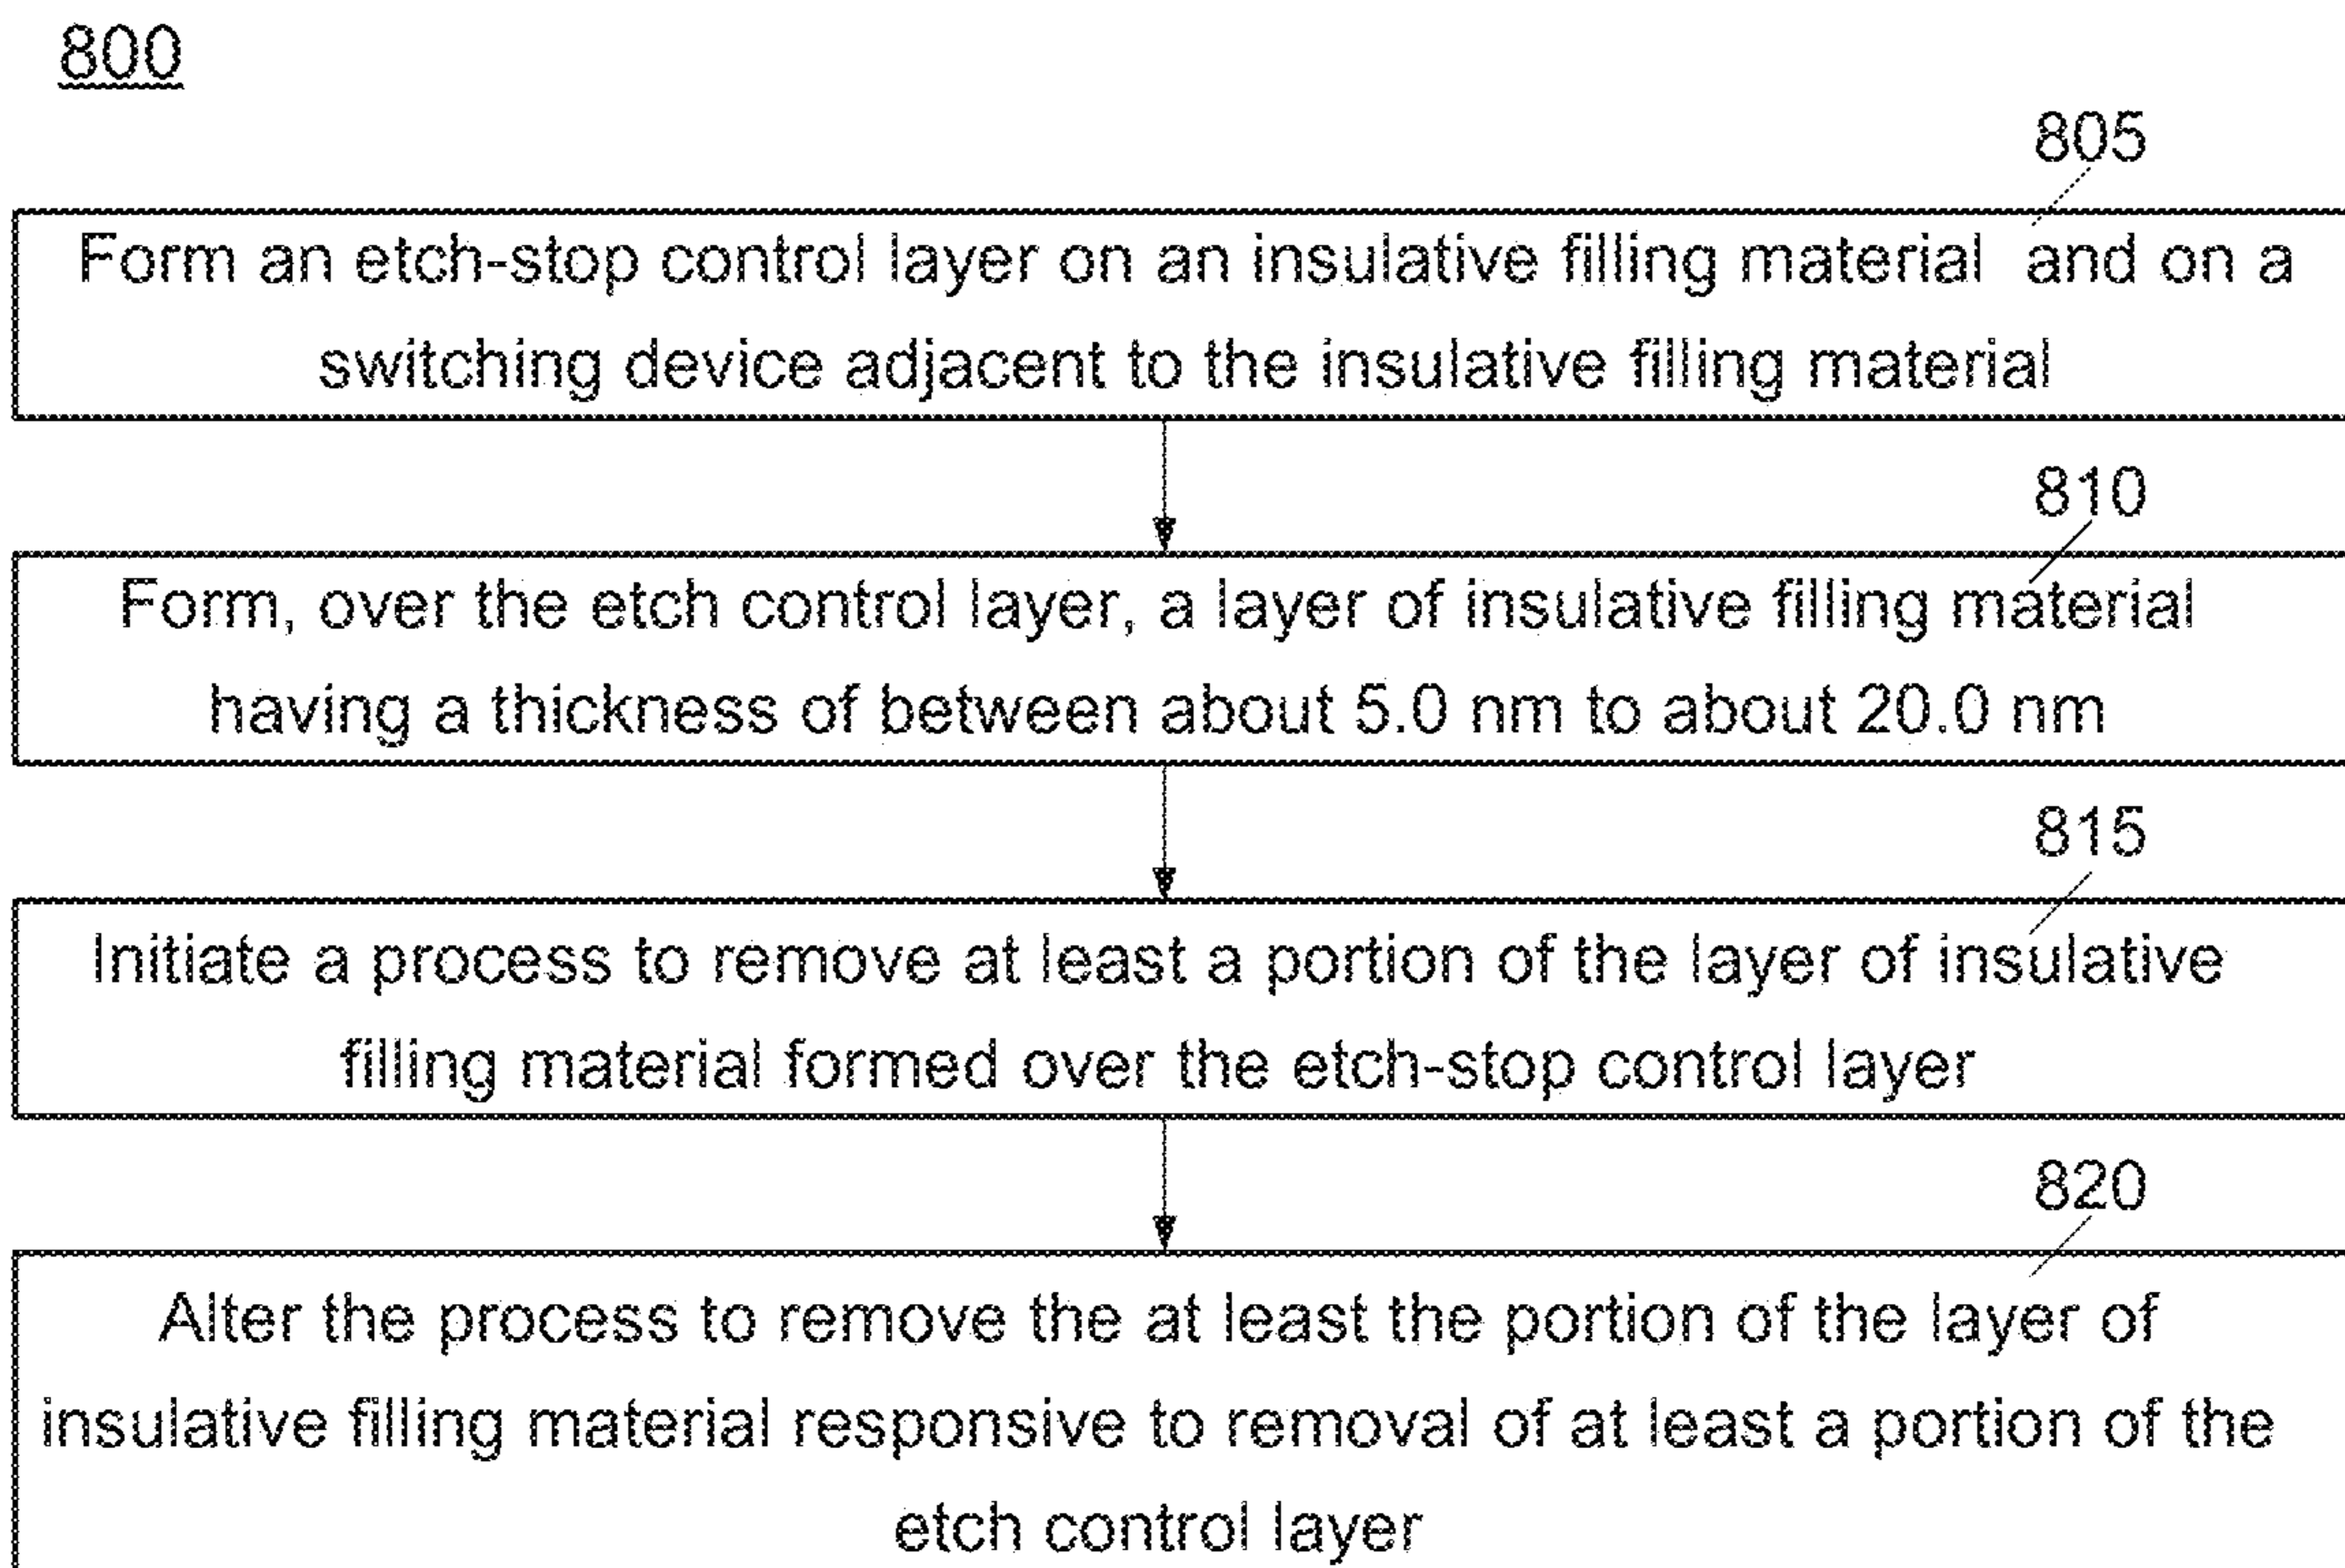 800
805
Form an etch-stop control layer on an insulative filling material and on a
switching device adjacent to the insulative filling material
810
Form, over the etch control layer, a layer of insulative filling material
having a thickness of between about 5.0 nm to about 20.0 nm
815
Initiate a process to remove at least a portion of the layer of insulative
filling material formed over the etch-stop control layer
820
Alter the process to remove the at least the portion of the layer of
insulative filling material responsive to removal of at least a portion of the
etch control layer